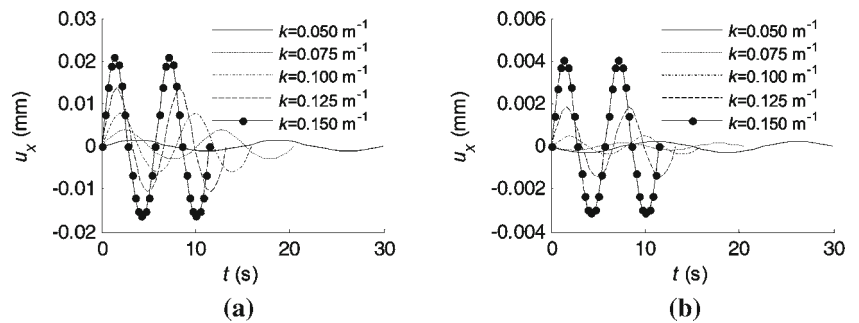 0.03
0.02
0.01
0
-0.01
-0.02
u_x (mm)
k=0.050 m⁻¹
k=0.075 m⁻¹
k=0.100 m⁻¹
k=0.125 m⁻¹
k=0.150 m⁻¹
0 10 20 30
t (s)
(a)
0.006
0.004
0.002
0
-0.002
-0.004
u_x (mm)
k=0.050 m⁻¹
k=0.075 m⁻¹
k=0.100 m⁻¹
k=0.125 m⁻¹
k=0.150 m⁻¹
0 10 20 30
t (s)
(b)